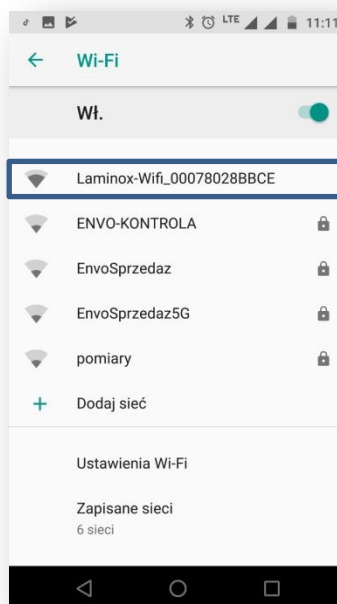 LTE 11:11
Wi-Fi
Wł.
Laminox-Wifi_00078028BBCE
ENVO-KONTROLA
EnvoSprzedaz
EnvoSprzedaz5G
pomiary
Dodaj sieć
Ustawienia Wi-Fi
Zapisane sieci
6 sieci